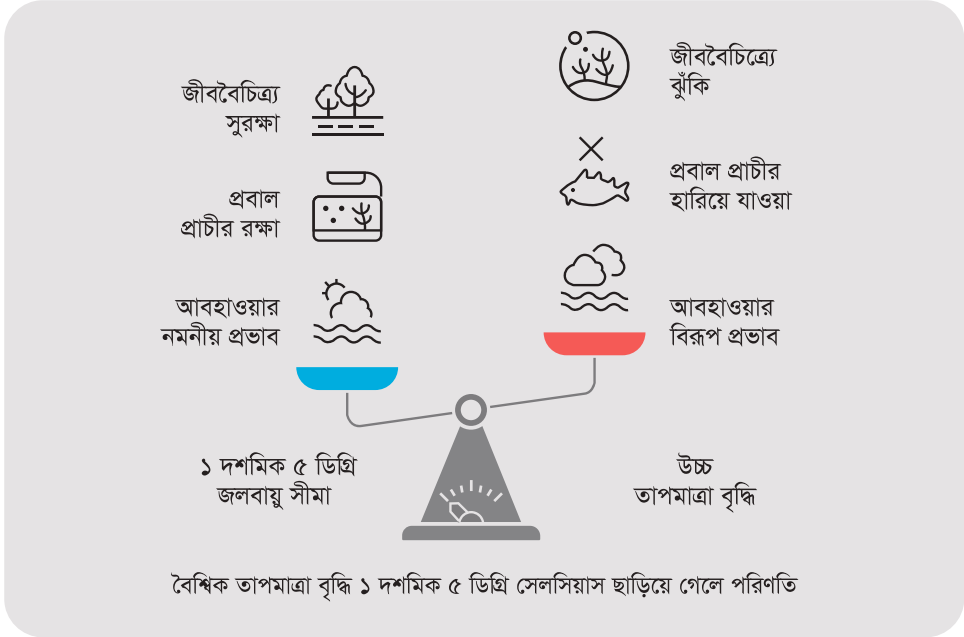 জীববৈচিত্র্য
সুরক্ষা
প্রবাল
প্রাচীর রক্ষা
আবহাওয়ার
নমনীয় প্রভাব
জীববৈচিত্র্যে
ঝুঁকি
প্রবাল প্রাচীর
হারিয়ে যাওয়া
আবহাওয়ার
বিরূপ প্রভাব
১ দশমিক ৫ ডিগ্রি
জলবায়ু সীমা
উচ্চ
তাপমাত্রা বৃদ্ধি
বৈশ্বিক তাপমাত্রা বৃদ্ধি ১ দশমিক ৫ ডিগ্রি সেলসিয়াস ছাড়িয়ে গেলে পরিণতি